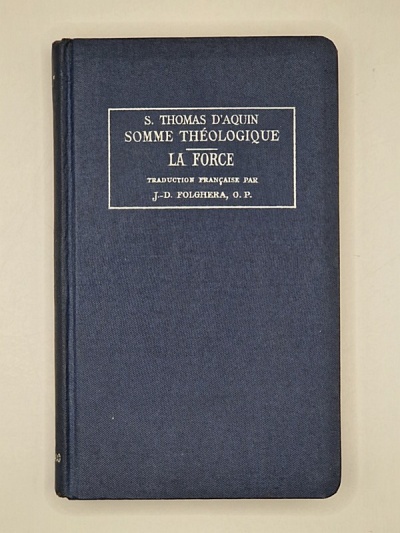 S. THOMAS D'AQUIN
SOMME THÉOLOGIQUE
LA FORCE
TRADUCTION FRANÇAISE PAR
J-D. FOLGHERA, O. P.